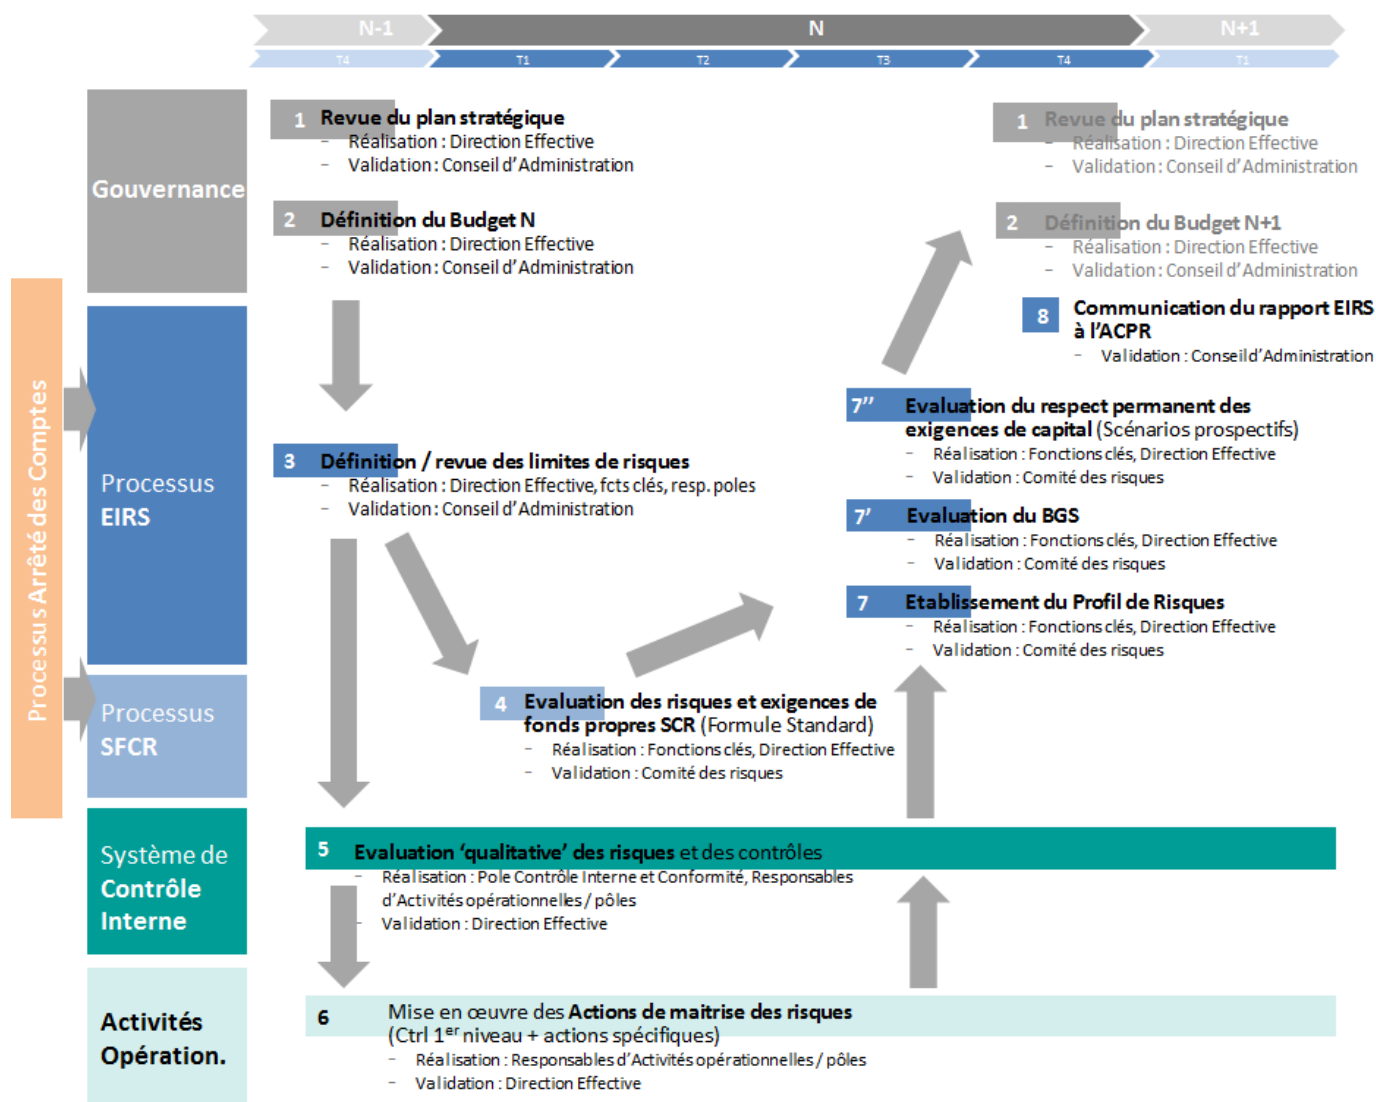 N-1
N
N+1
T4
T1
T2
T3
T4
T1
Gouvernance
1 Revue du plan stratégique
- Réalisation : Direction Effective
- Validation : Conseil d’Administration
2 Définition du Budget N
- Réalisation : Direction Effective
- Validation : Conseil d’Administration
1 Revue du plan stratégique
- Réalisation : Direction Effective
- Validation : Conseil d’Administration
2 Définition du Budget N+1
- Réalisation : Direction Effective
- Validation : Conseil d’Administration
8 Communication du rapport EIRS
à l’ACPR
- Validation : Conseil d’Administration
Processus Arrêté des Comptes
Processus
EIRS
3 Définition / revue des limites de risques
- Réalisation : Direction Effective, fcts clés, resp. poles
- Validation : Conseil d’Administration
7’’ Evaluation du respect permanent des
exigences de capital (Scénarios prospectifs)
- Réalisation : Fonctions clés, Direction Effective
- Validation : Comité des risques
7’ Evaluation du BGS
- Réalisation : Fonctions clés, Direction Effective
- Validation : Comité des risques
7 Etablissement du Profil de Risques
- Réalisation : Fonctions clés, Direction Effective
- Validation : Comité des risques
Processus
SFCR
4 Evaluation des risques et exigences de
fonds propres SCR (Formule Standard)
- Réalisation : Fonctions clés, Direction Effective
- Validation : Comité des risques
Système de
Contrôle
Interne
5 Evaluation ‘qualitative’ des risques et des contrôles
- Réalisation : Pole Contrôle Interne et Conformité, Responsables
d’Activités opérationnelles / pôles
- Validation : Direction Effective
Activités
Opération.
6 Mise en œuvre des Actions de maitrise des risques
(Ctrl 1er niveau + actions spécifiques)
- Réalisation : Responsables d’Activités opérationnelles / pôles
- Validation : Direction Effective